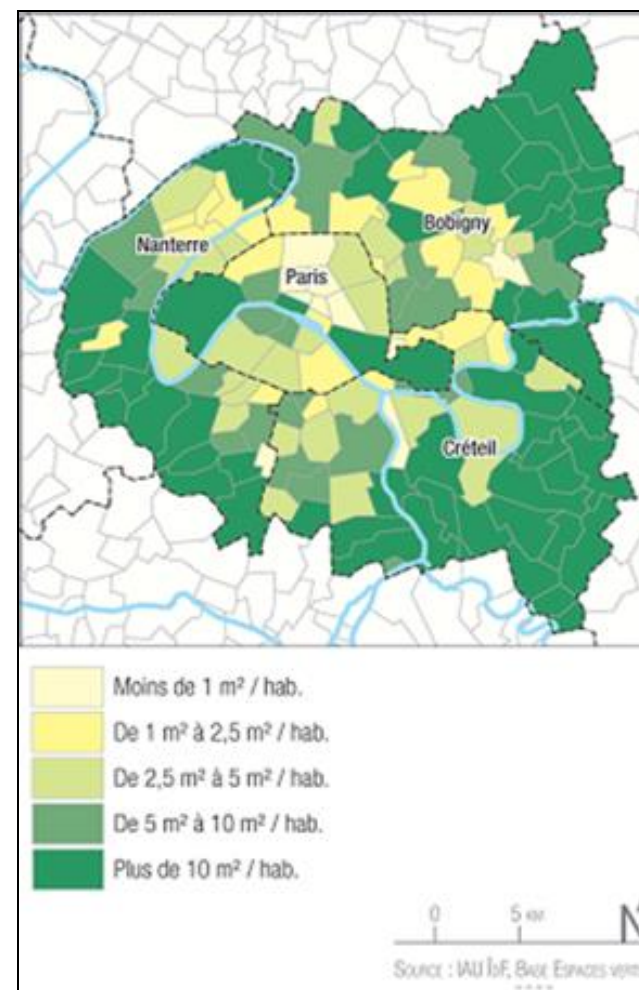 Bobigny
Nanterre
Paris
Créteil
Moins de 1 m² / hab.
De 1 m² à 2,5 m² / hab.
De 2,5 m² à 5 m² / hab.
De 5 m² à 10 m² / hab.
Plus de 10 m² / hab.
0 5 KM
N
SOURCE : IAU ÎDF, BASE ESPACES